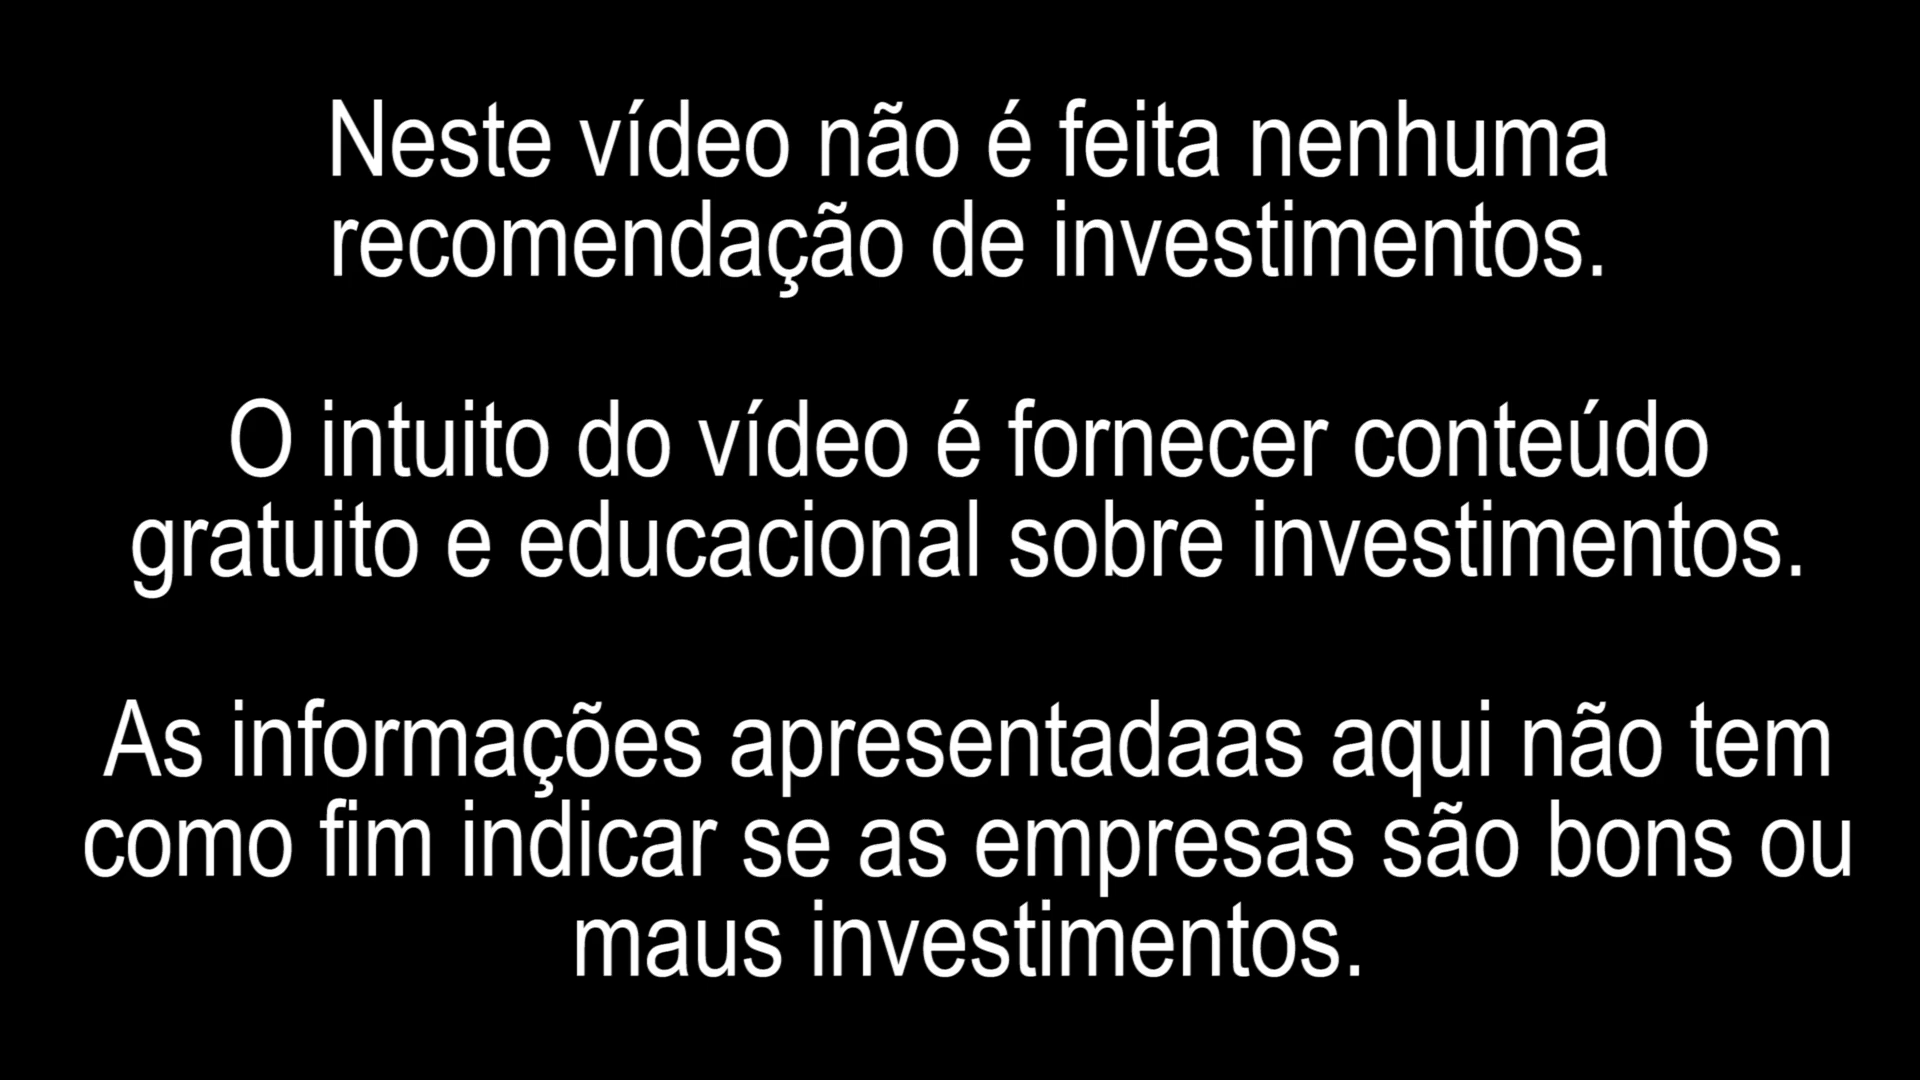 Neste vídeo não é feita nenhuma
recomendação de investimentos.
O intuito do vídeo é fornecer conteúdo
gratuito e educacional sobre investimentos.
As informações apresentadaas aqui não tem
como fim indicar se as empresas são bons ou
maus investimentos.